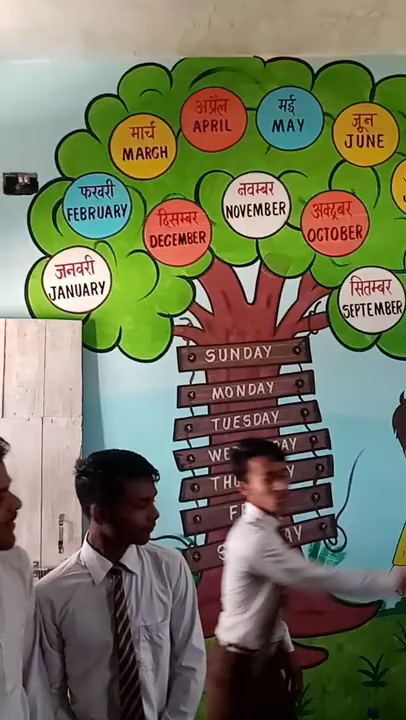 अप्रैल
APRIL
मई
MAY
मार्च
MARCH
जून
JUNE
फरवरी
FEBRUARY
दिसम्बर
DECEMBER
नवम्बर
NOVEMBER
अक्टूबर
OCTOBER
जनवरी
JANUARY
सितम्बर
SEPTEMBER
SUNDAY
MONDAY
TUESDAY